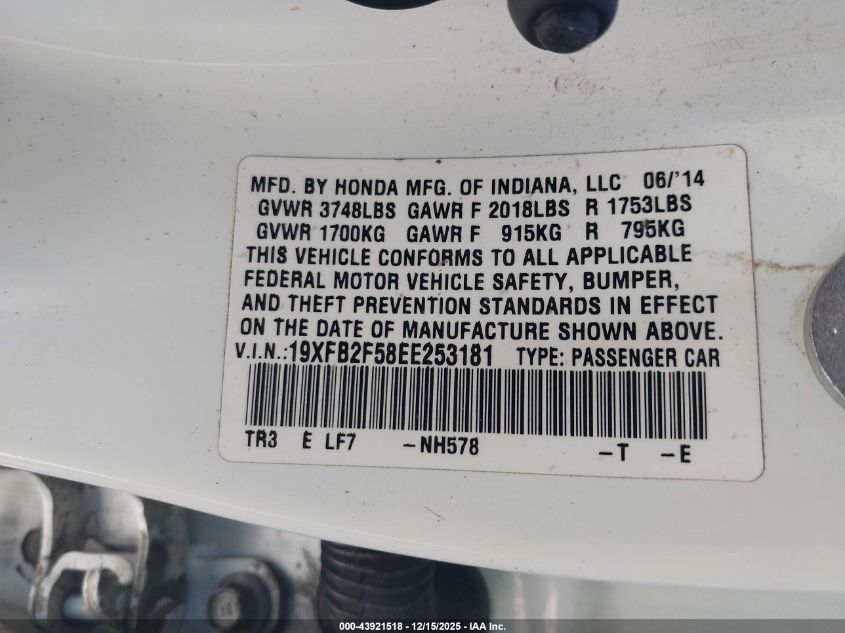 MFD. BY HONDA MFG. OF INDIANA, LLC 06/'14
GVWR 3748LBS GAWR F 2018LBS R 1753LBS
GVWR 1700KG GAWR F 915KG R 795KG
THIS VEHICLE CONFORMS TO ALL APPLICABLE
FEDERAL MOTOR VEHICLE SAFETY, BUMPER,
AND THEFT PREVENTION STANDARDS IN EFFECT
ON THE DATE OF MANUFACTURE SHOWN ABOVE.
V.I.N.:19XFB2F58EE253181 TYPE: PASSENGER CAR
TR3 E LF7 -NH578 -T -E
000-43921518 - 12/15/2025 - IAA Inc.